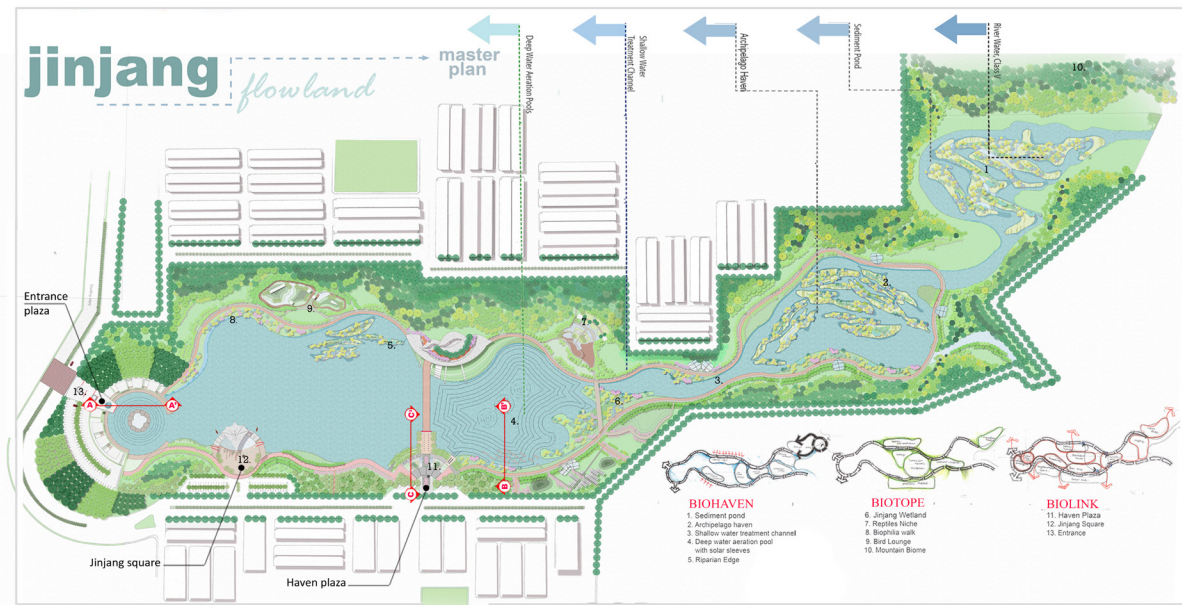 jinjang
flowland
master
plan
Deep Water Aeration Pools
Shallow Water
Treatment Channel
Archipelago Haven
Sediment Pond
River Water, Class V
10.
1
2.
Entrance
plaza
9.
8.
7.
5.
3.
13.
A
A'
6.
C'
B'
4.
12.
11.
C
B
Jinjang square
Haven plaza
BIOHAVEN
1. Sediment pond
2. Archipelago haven
3. Shallow water treatment channel
4. Deep water aeration pool
with solar sleeves
5. Riparian Edge
BIOTOPE
6. Jinjang Wetland
7. Reptiles Niche
8. Biophilia walk
9. Bird Lounge
10. Mountain Biome
BIOLINK
11. Haven Plaza
12. Jinjang Square
13. Entrance